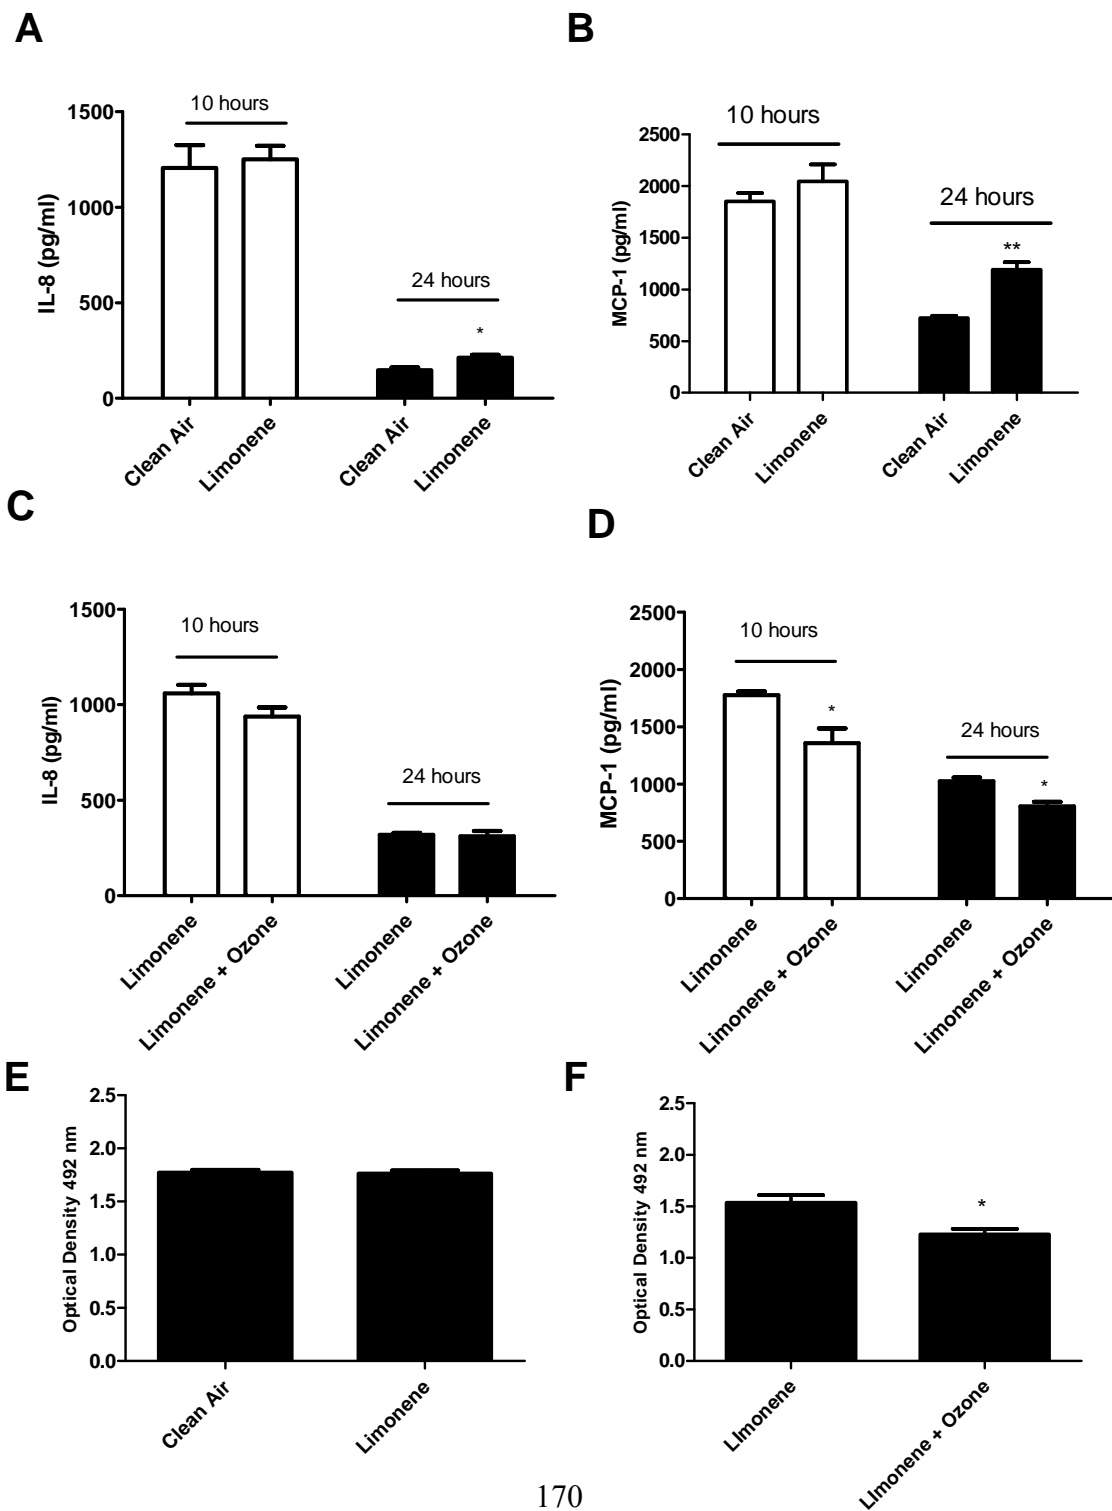 A
B
10 hours
24 hours
*
IL-8 (pg/ml)
1500
1000
500
0
Clean Air
Limonene
Clean Air
Limonene
10 hours
24 hours
**
MCP-1 (pg/ml)
2500
2000
1500
1000
500
0
Clean Air
Limonene
Clean Air
Limonene
C
D
10 hours
24 hours
IL-8 (pg/ml)
1500
1000
500
0
Limonene
Limonene + Ozone
Limonene
Limonene + Ozone
10 hours
*
24 hours
*
MCP-1 (pg/ml)
2500
2000
1500
1000
500
0
Limonene
Limonene + Ozone
Limonene
Limonene + Ozone
E
F
Optical Density 492 nm
2.5
2.0
1.5
1.0
0.5
0.0
Clean Air
Limonene
Optical Density 492 nm
2.5
2.0
1.5
1.0
0.5
0.0
*
LImonene
LImonene + Ozone
170